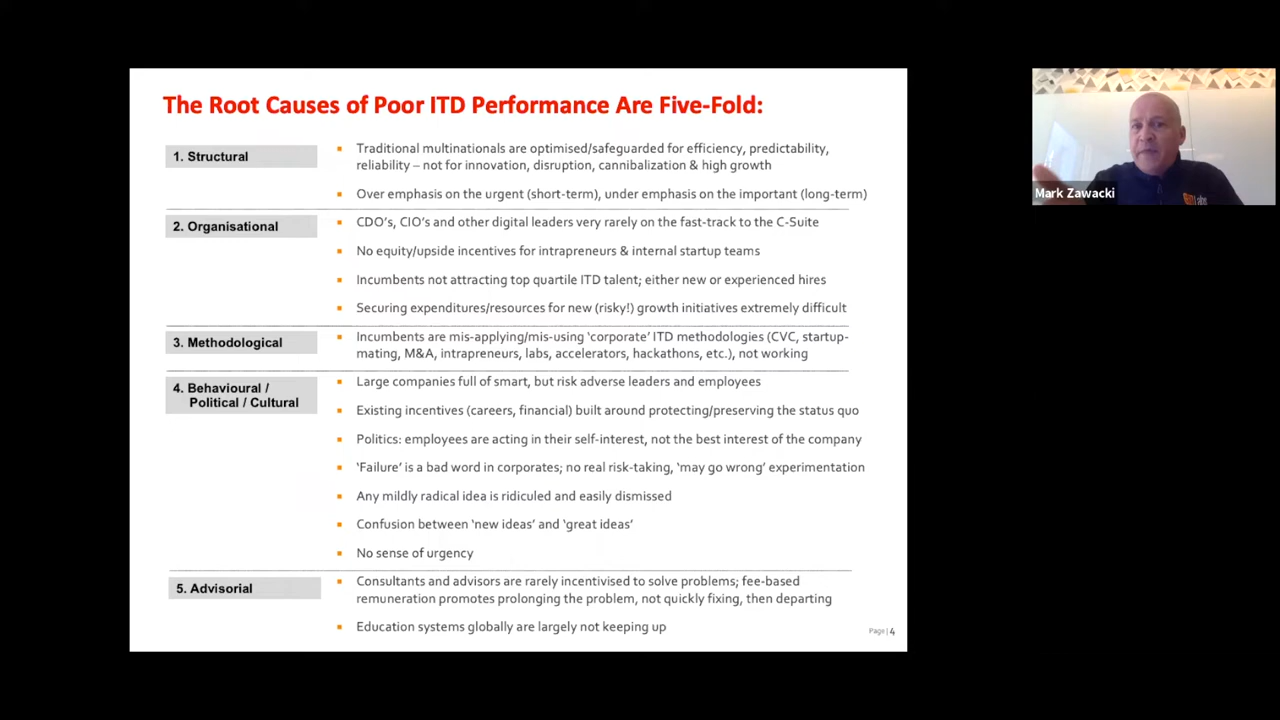 The Root Causes of Poor ITD Performance Are Five-Fold:
1. Structural
Traditional multinationals are optimised/safeguarded for efficiency, predictability,
reliability – not for innovation, disruption, cannibalization & high growth
Over emphasis on the urgent (short-term), under emphasis on the important (long-term)
2. Organisational
CDO's, CIO's and other digital leaders very rarely on the fast-track to the C-Suite
No equity/upside incentives for intrapreneurs & internal startup teams
Incumbents not attracting top quartile ITD talent; either new or experienced hires
Securing expenditures/resources for new (risky!) growth initiatives extremely difficult
3. Methodological
Incumbents are mis-applying/mis-using 'corporate' ITD methodologies (CVC, startup-
mating, M&A, intrapreneurs, labs, accelerators, hackathons, etc.), not working
4. Behavioural /
Political / Cultural
Large companies full of smart, but risk adverse leaders and employees
Existing incentives (careers, financial) built around protecting/preserving the status quo
Politics: employees are acting in their self-interest, not the best interest of the company
'Failure' is a bad word in corporates; no real risk-taking, 'may go wrong' experimentation
Any mildly radical idea is ridiculed and easily dismissed
Confusion between 'new ideas' and 'great ideas'
No sense of urgency
5. Advisorial
Consultants and advisors are rarely incentivised to solve problems; fee-based
remuneration promotes prolonging the problem, not quickly fixing, then departing
Education systems globally are largely not keeping up
Page | 4
Mark Zawacki
Labs